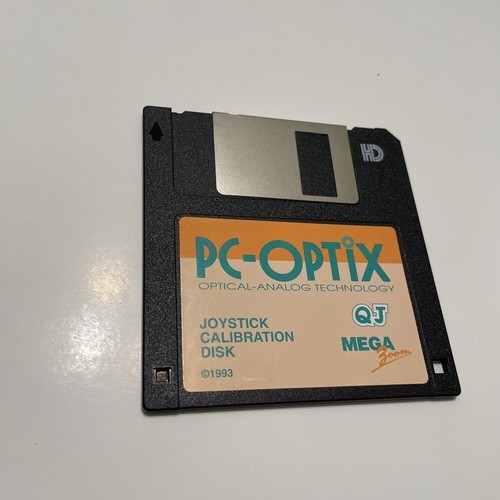 HD
PC-OPTiX
OPTICAL-ANALOG TECHNOLOGY
JOYSTICK
CALIBRATION
DISK
©1993
QJ
MEGA
Zoom